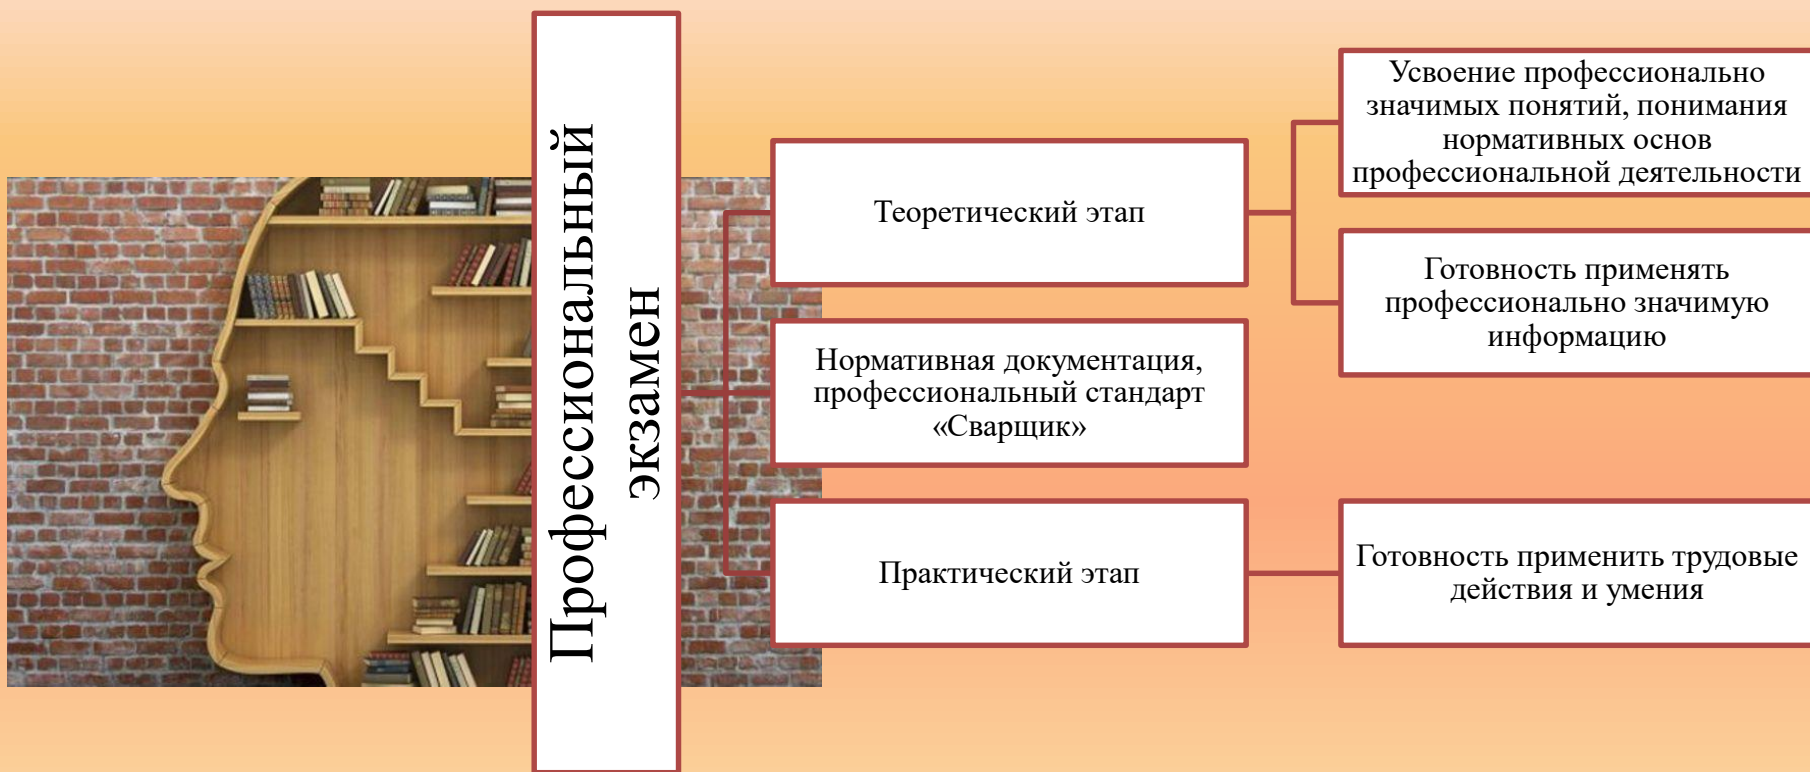 Профессиональный
экзамен
Теоретический этап
Усвоение профессионально
значимых понятий, понимания
нормативных основ
профессиональной деятельности
Готовность применять
профессионально значимую
информацию
Нормативная документация,
профессиональный стандарт
«Сварщик»
Практический этап
Готовность применить трудовые
действия и умения